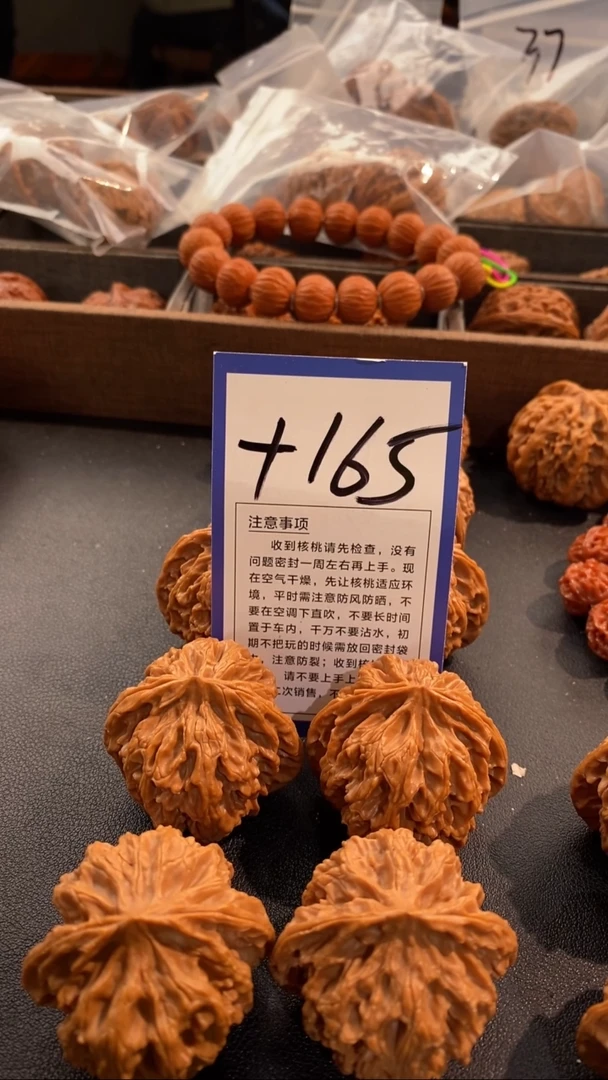 37
+165
注意事项
收到核桃请先检查，没有
问题密封一周左右再上手。现
在空气干燥，先让核桃适应环
境，平时需注意防风防晒，不
要在空调下直吹，不要长时间
置于车内，千万不要沾水，初
期不把玩的时候需放回密封袋
，注意防裂；收到核
请不要上手上
次销售，不